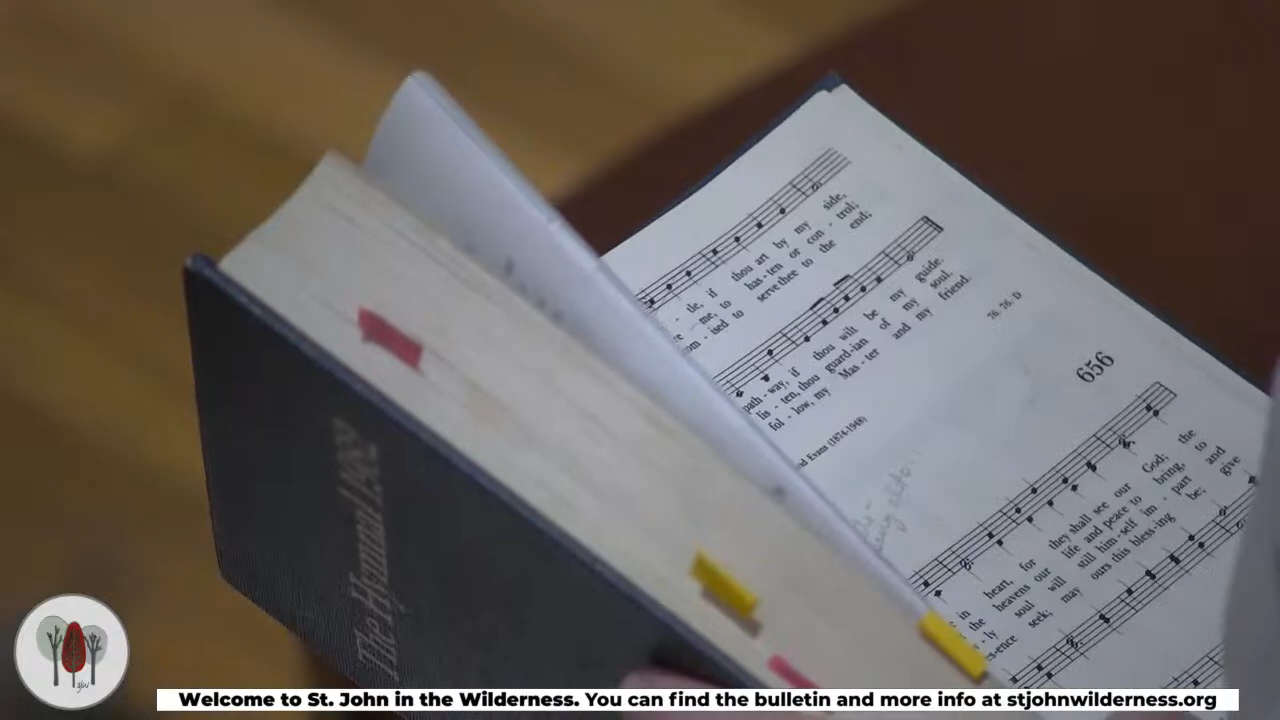 side,
- tle, if thou art by my
trol;
me, to has - ten or con -
end;
- ised to serve thee to the
path - way, if thou wilt be my guide.
lis - ten, thou guard - ian of my soul.
fol - low, my Mas - ter and my friend.
Evans (1874-1948)
76. 76. D
656
in heart, for they shall see our God; the
the heavens our life and peace to bring, to
- ly soul will still him - self im - part and
seek; may ours this bless - ing be; give
The Hymnal 1982
Welcome to St. John in the Wilderness. You can find the bulletin and more info at stjohnwilderness.org